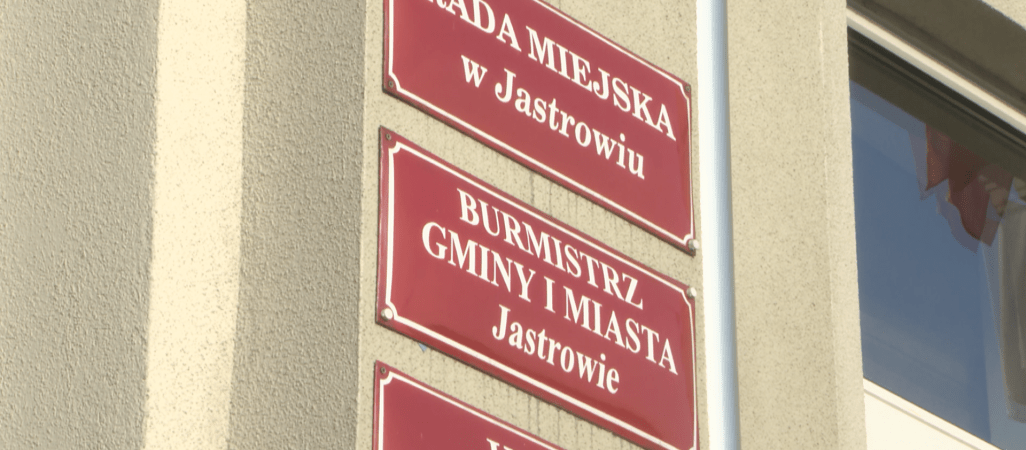 RADA MIEJSKA
w Jastrowiu
BURMISTRZ
GMINY I MIASTA
Jastrowie